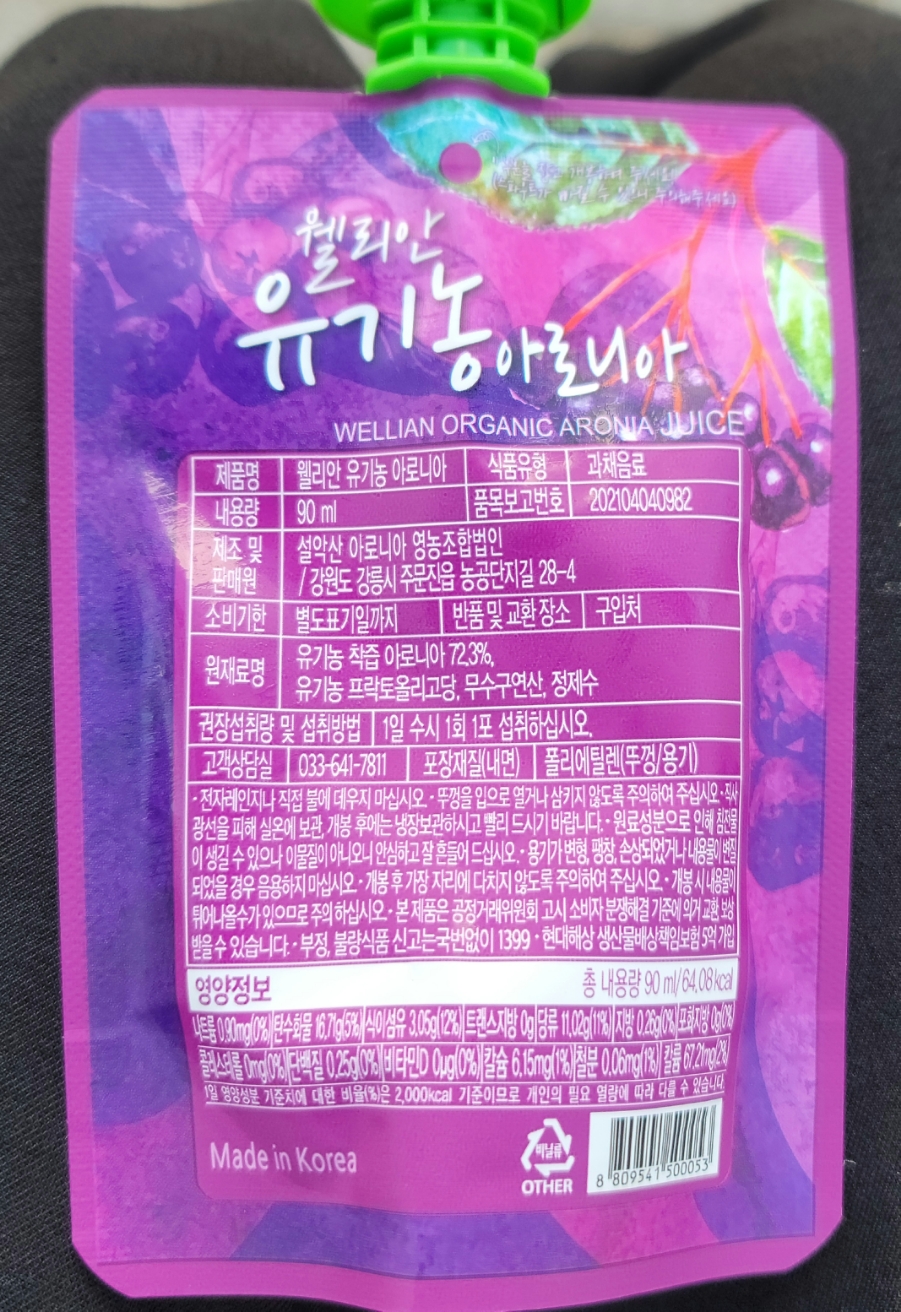 웰리안
유기농 아로니아
WELLIAN ORGANIC ARONIA JUICE
제품명 웰리안 유기농 아로니아 식품유형 과채음료
내용량 90 ml 품목보고번호 202104040982
제조 및 판매원 설악산 아로니아 영농조합법인
/ 강원도 강릉시 주문진읍 농공단지길 28-4
소비기한 별도표기일까지 반품 및 교환 장소 구입처
원재료명 유기농 착즙 아로니아 72.3%,
유기농 프락토올리고당, 무수구연산, 정제수
권장섭취량 및 섭취방법 1일 수시 1회 1포 섭취하십시오.
고객상담실 033-641-7811 포장재질(내면) 폴리에틸렌(뚜껑/용기)
· 전자레인지나 직접 불에 데우지 마십시오 · 뚜껑을 입으로 열거나 삼키지 않도록 주의하여 주십시오 · 직사
광선을 피해 실온에 보관, 개봉 후에는 냉장보관하시고 빨리 드시기 바랍니다. · 원료성분으로 인해 침전물
이 생길 수 있으나 이물질이 아니오니 안심하고 잘 흔들어 드십시오. · 용기가 변형, 팽창, 손상되었거나 내용물이 변질
되었을 경우 음용하지 마십시오 · 개봉 후 가장 자리에 다치지 않도록 주의하여 주십시오. · 개봉 시 내용물이
튀어나올수가 있으므로 주의 하십시오. · 본 제품은 공정거래위원회 고시 소비자 분쟁해결 기준에 의거 교환, 보상
받을 수 있습니다. · 부정, 불량식품 신고는국번없이 1399 · 현대해상 생산물배상책임보험 5억 가입
영양정보 총 내용량 90 ml/64.08kcal
나트륨 0.90mg(0%) 탄수화물 16.71g(5%) 식이섬유 3.05g(12%) 트랜스지방 0g 당류 11.02g(11%) 지방 0.26g(0%) 포화지방 0g(0%)
콜레스테롤 0mg(0%) 단백질 0.25g(0%) 비타민D 0μg(0%) 칼슘 6.15mg(1%) 철분 0.06mg(1%) 칼륨 67.21mg(2%)
1일 영양성분 기준치에 대한 비율(%)은 2,000kcal 기준이므로 개인의 필요 열량에 따라 다를 수 있습니다.
Made in Korea
비닐류
OTHER
8 809541 500053